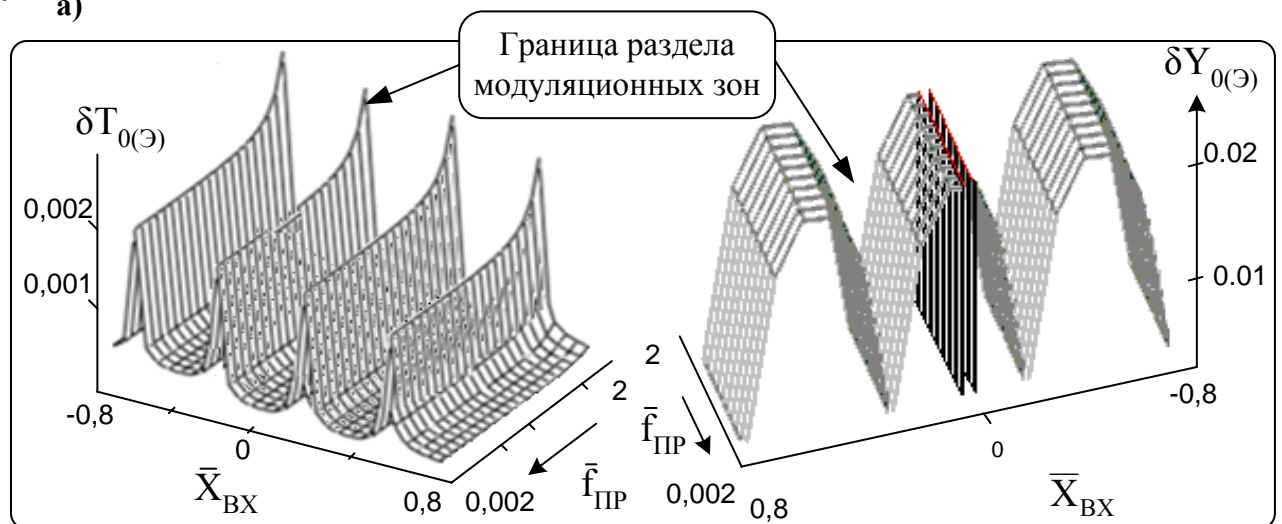 а)
Граница раздела
модуляционных зон
δT0(Э)
0,002
0,001
-0,8
0
0,8
X̄ВХ
0,002
2
f̄ПР
δY0(Э)
0.02
0.01
-0,8
0
0,8
X̄ВХ
2
f̄ПР
0,002